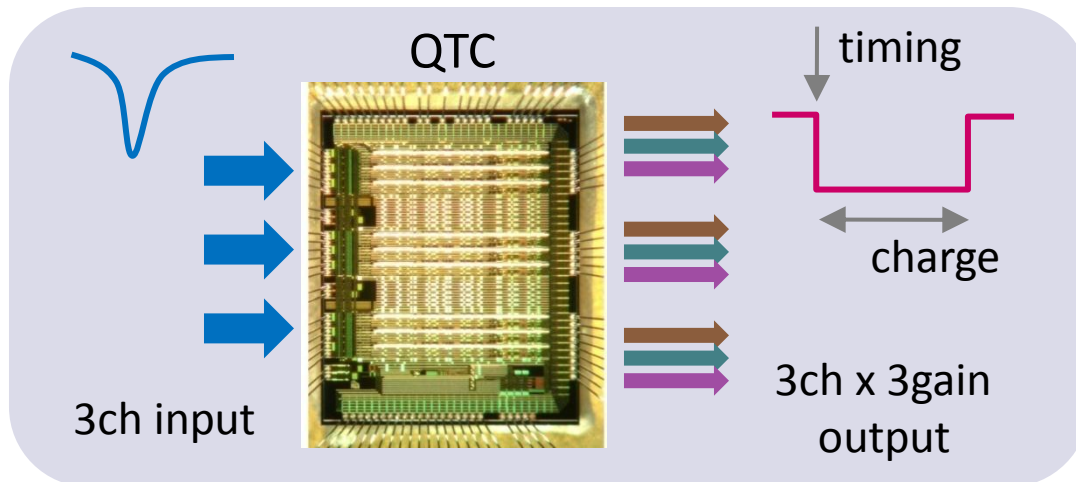 QTC
timing
charge
3ch input
3ch x 3gain
output